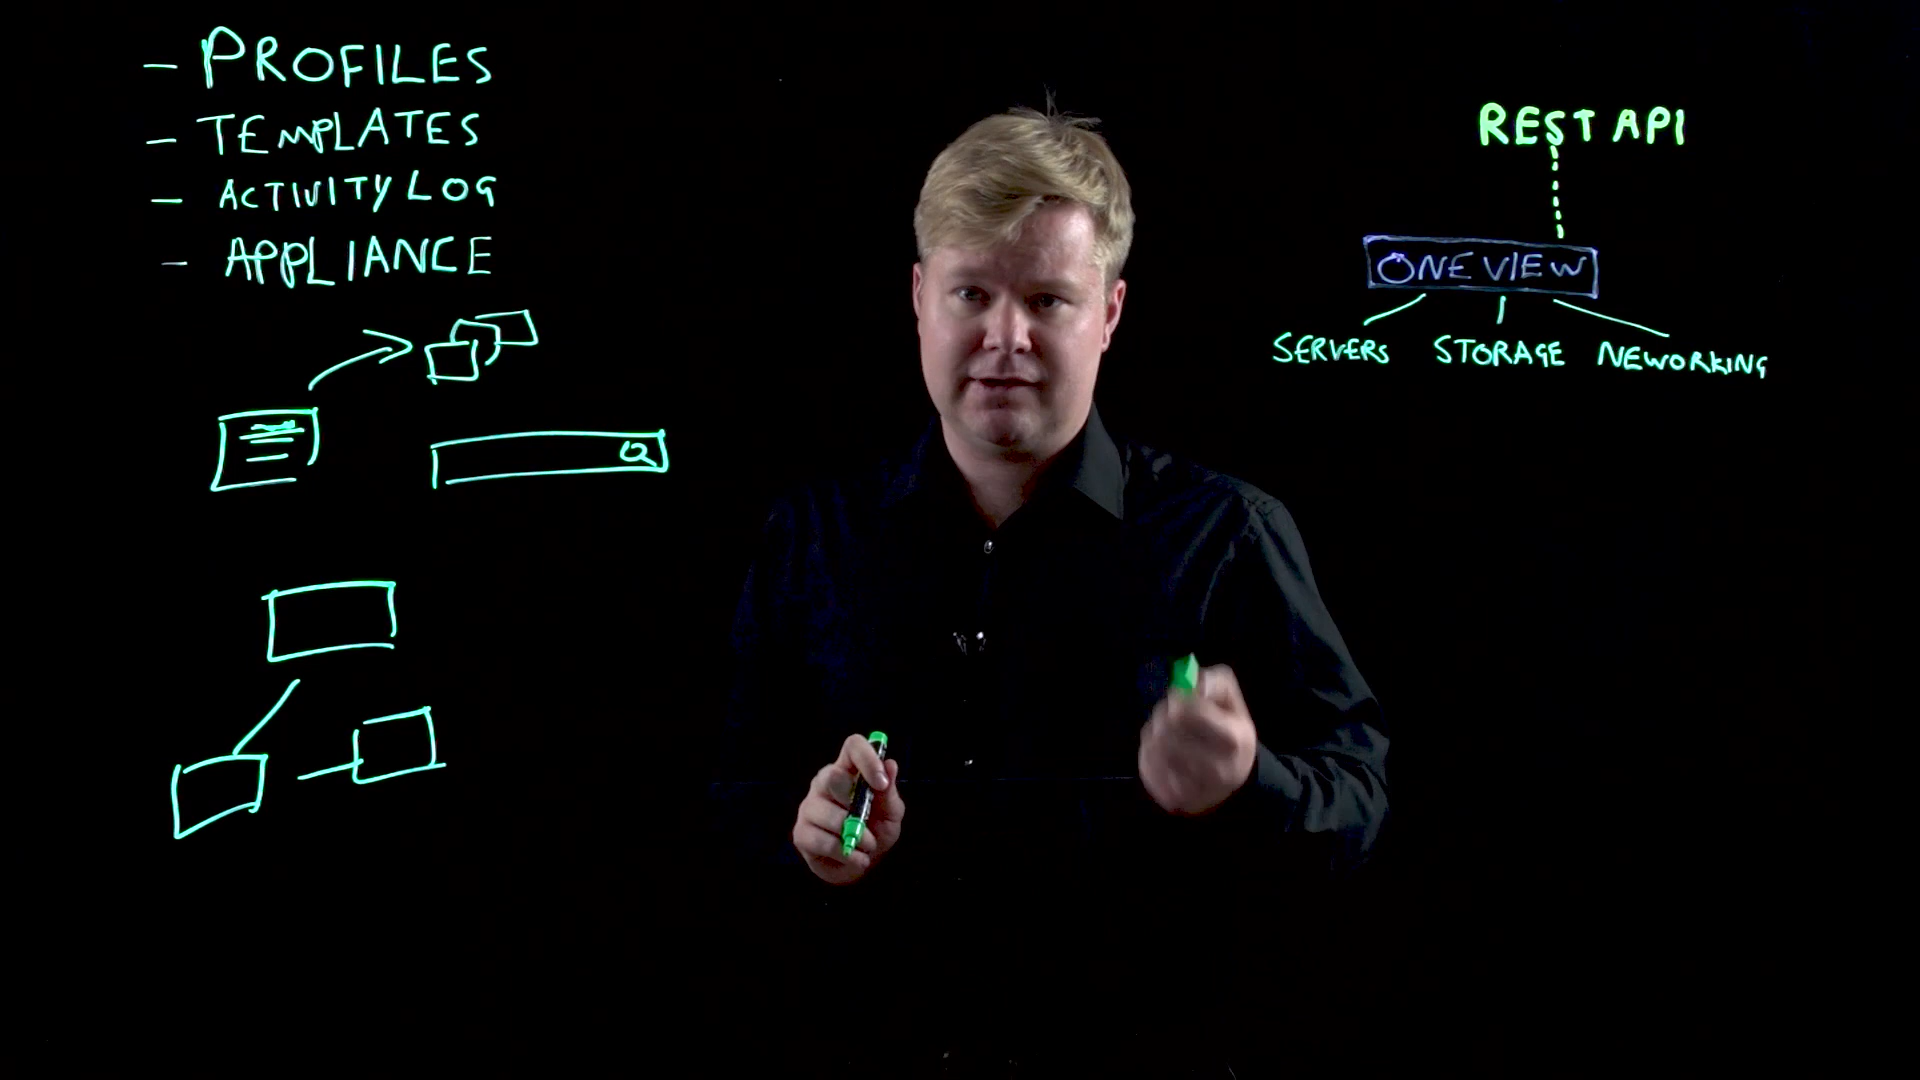 - PROFILES
- TEMPLATES
- ACTIVITY LOG
- APPLIANCE
REST API
ONEVIEW
SERVERS STORAGE NEWORKING